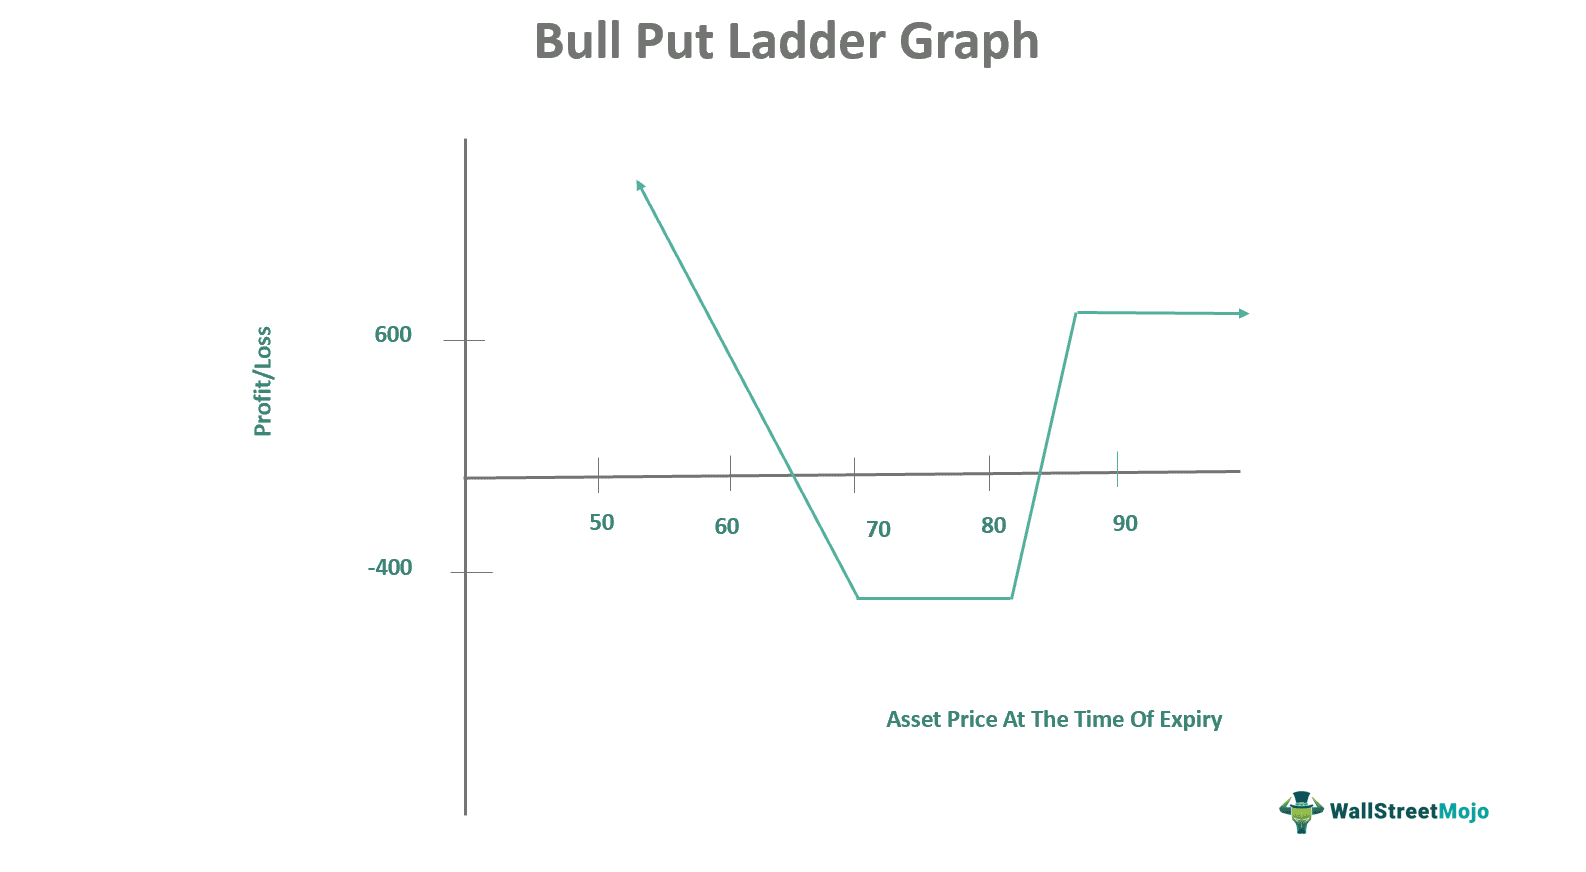 Bull Put Ladder Graph
600
Profit/Loss
50
60
70
80
90
-400
Asset Price At The Time Of Expiry
WallStreetMojo